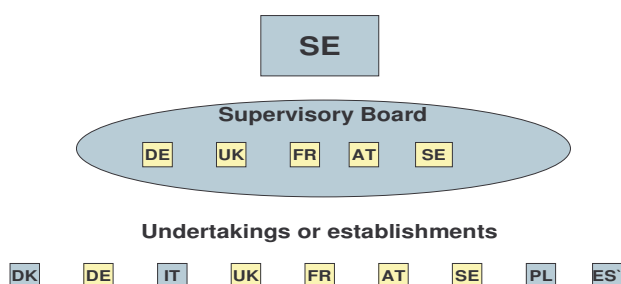 SE
Supervisory Board
DE UK FR AT SE
Undertakings or establishments
DK DE IT UK FR AT SE PL ES`